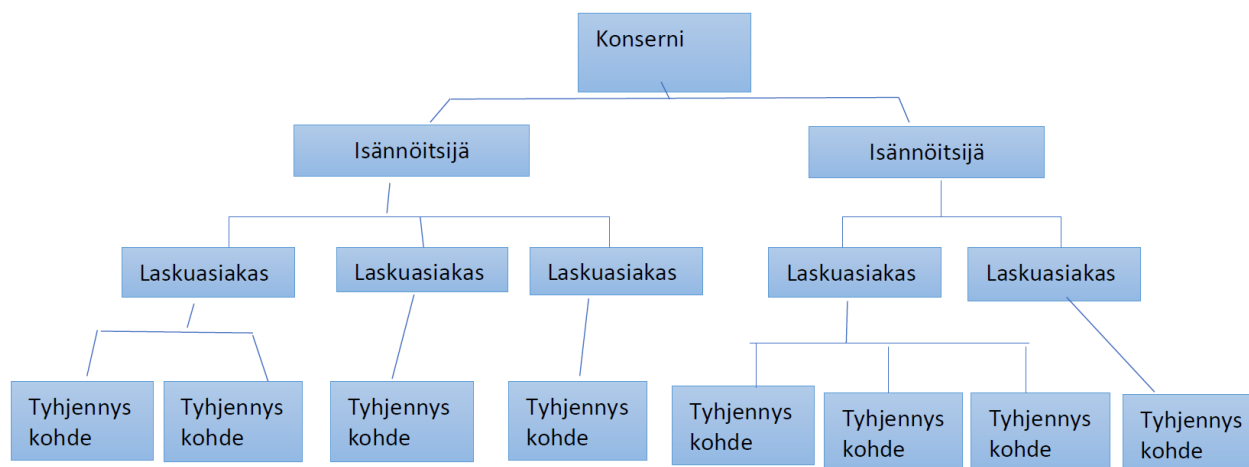 Konserni
Isännöitsijä
Isännöitsijä
Laskuasiakas
Laskuasiakas
Laskuasiakas
Laskuasiakas
Laskuasiakas
Tyhjennys
kohde
Tyhjennys
kohde
Tyhjennys
kohde
Tyhjennys
kohde
Tyhjennys
kohde
Tyhjennys
kohde
Tyhjennys
kohde
Tyhjennys
kohde